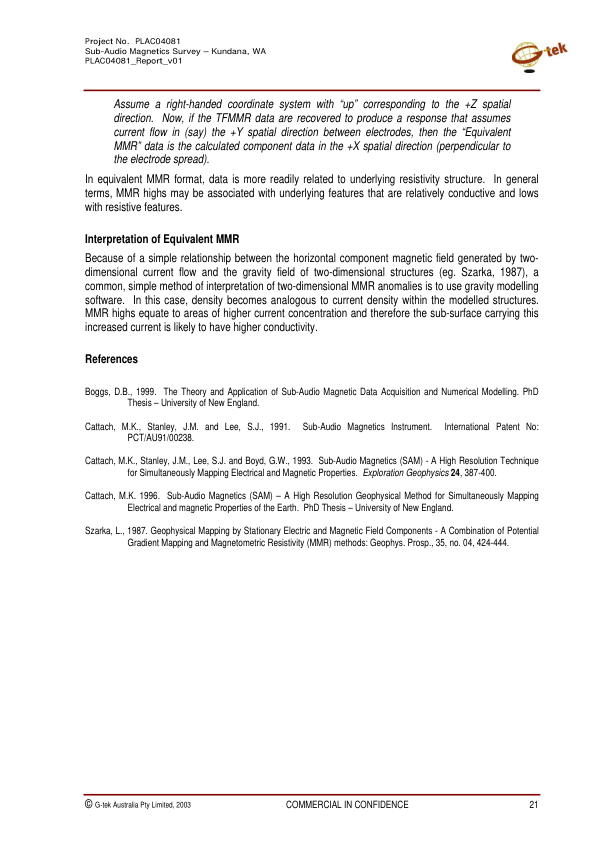 Project No.  PLAC04081
Sub-Audio Magnetics Survey – Kundana, WA
PLAC04081_Report_v01
G-tek
Assume a right-handed coordinate system with “up” corresponding to the +Z spatial
direction.  Now, if the TFMMR data are recovered to produce a response that assumes
current flow in (say) the +Y spatial direction between electrodes, then the “Equivalent
MMR” data is the calculated component data in the +X spatial direction (perpendicular to
the electrode spread).
In equivalent MMR format, data is more readily related to underlying resistivity structure.  In general
terms, MMR highs may be associated with underlying features that are relatively conductive and lows
with resistive features.
Interpretation of Equivalent MMR
Because of a simple relationship between the horizontal component magnetic field generated by two-
dimensional current flow and the gravity field of two-dimensional structures (eg. Szarka, 1987), a
common, simple method of interpretation of two-dimensional MMR anomalies is to use gravity modelling
software.  In this case, density becomes analogous to current density within the modelled structures.
MMR highs equate to areas of higher current concentration and therefore the sub-surface carrying this
increased current is likely to have higher conductivity.
References
Boggs, D.B., 1999.  The Theory and Application of Sub-Audio Magnetic Data Acquisition and Numerical Modelling. PhD
Thesis – University of New England.
Cattach, M.K., Stanley, J.M. and Lee, S.J., 1991.  Sub-Audio Magnetics Instrument.  International Patent No:
PCT/AU91/00238.
Cattach, M.K., Stanley, J.M., Lee, S.J. and Boyd, G.W., 1993.  Sub-Audio Magnetics (SAM) - A High Resolution Technique
for Simultaneously Mapping Electrical and Magnetic Properties.  Exploration Geophysics 24, 387-400.
Cattach, M.K. 1996.  Sub-Audio Magnetics (SAM) – A High Resolution Geophysical Method for Simultaneously Mapping
Electrical and magnetic Properties of the Earth.  PhD Thesis – University of New England.
Szarka, L., 1987. Geophysical Mapping by Stationary Electric and Magnetic Field Components - A Combination of Potential
Gradient Mapping and Magnetometric Resistivity (MMR) methods: Geophys. Prosp., 35, no. 04, 424-444.
© G-tek Australia Pty Limited, 2003 COMMERCIAL IN CONFIDENCE 21